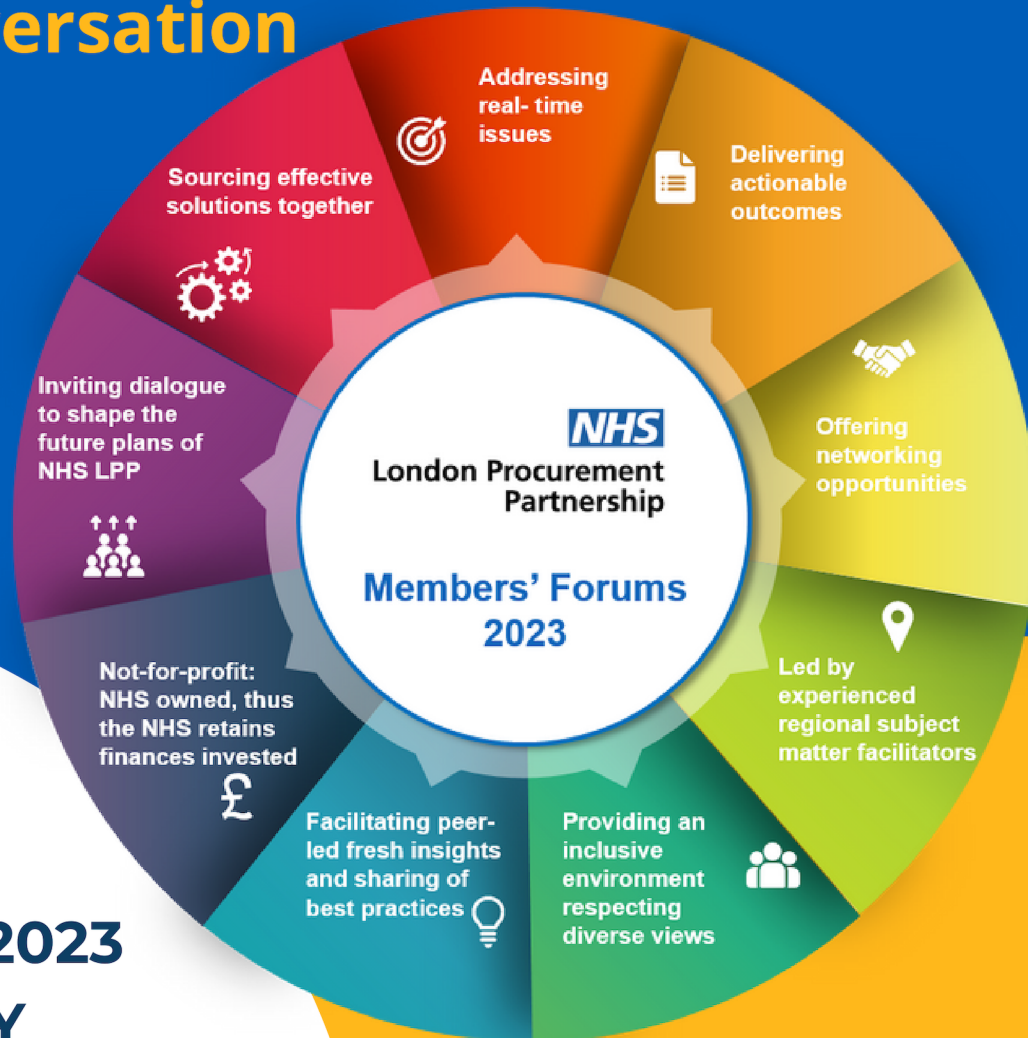 ersation
Addressing
real- time
issues
Delivering
actionable
outcomes
Offering
networking
opportunities
Led by
experienced
regional subject
matter facilitators
Providing an
inclusive
environment
respecting
diverse views
Facilitating peer-
led fresh insights
and sharing of
best practices
Not-for-profit:
NHS owned, thus
the NHS retains
finances invested
£
Inviting dialogue
to shape the
future plans of
NHS LPP
Sourcing effective
solutions together
NHS
London Procurement
Partnership
Members’ Forums
2023
2023
Y